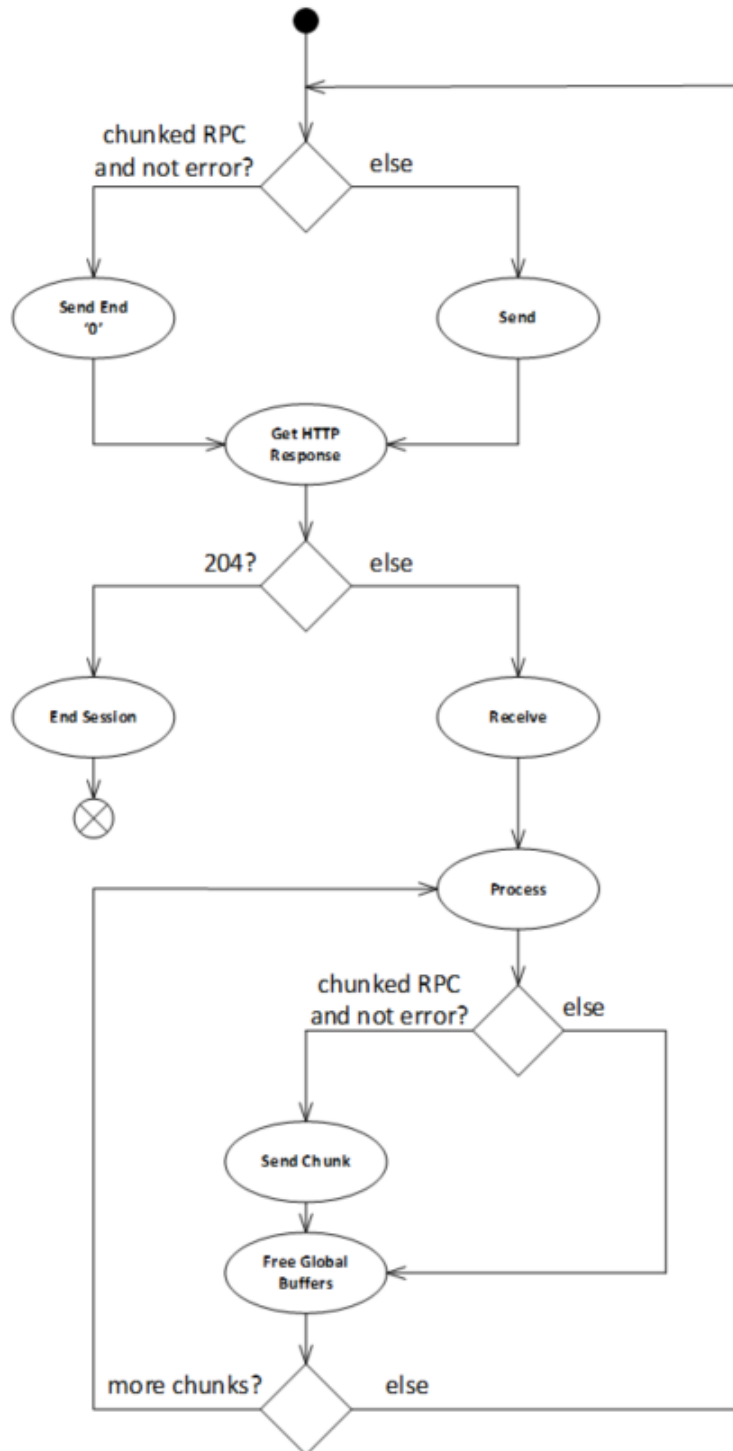 chunked RPC
and not error?
else
Send End
‘0’
Send
Get HTTP
Response
204?
else
End Session
Receive
Process
chunked RPC
and not error?
else
Send Chunk
Free Global
Buffers
more chunks?
else